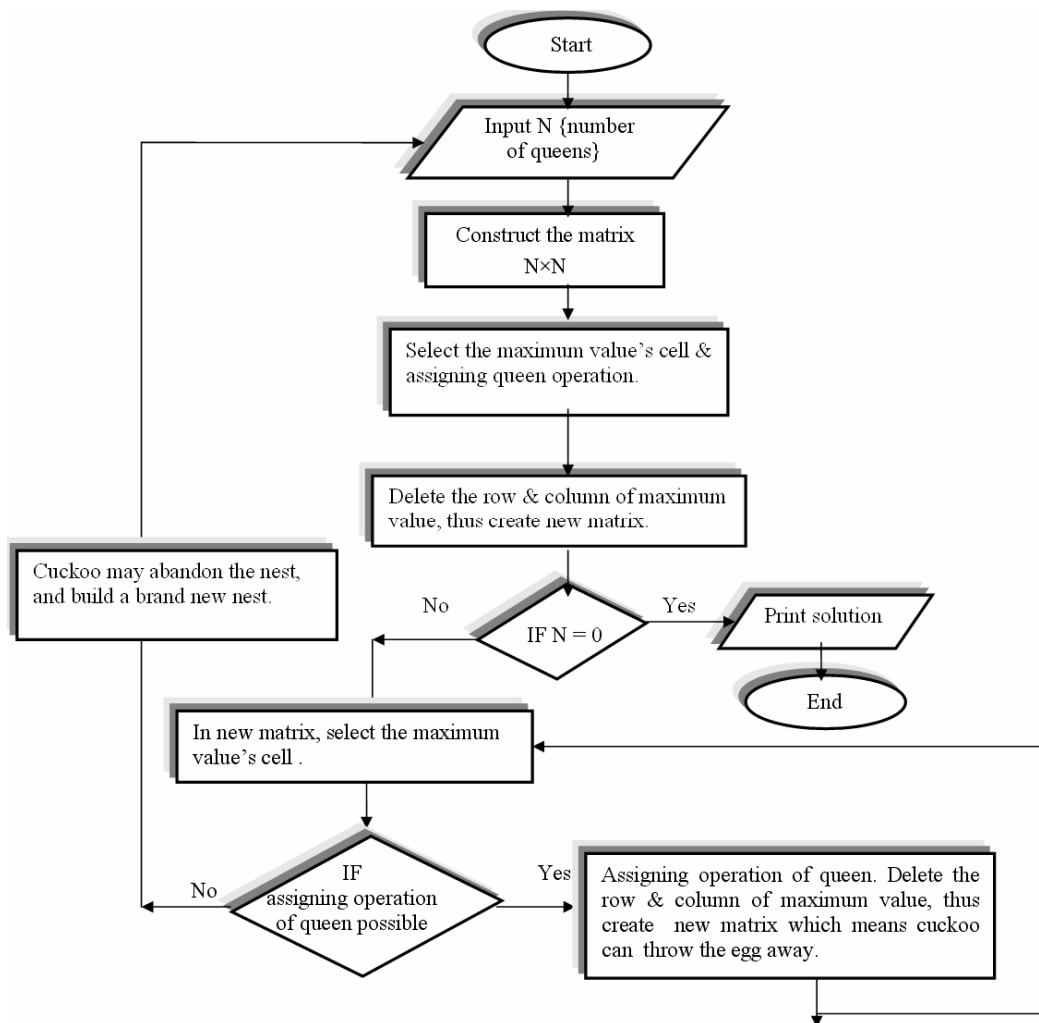 Start
Input N {number
of queens}
Construct the matrix
N×N
Select the maximum value’s cell &
assigning queen operation.
Delete the row & column of maximum
value, thus create new matrix.
Cuckoo may abandon the nest,
and build a brand new nest.
No
Yes
IF N = 0
Print solution
End
In new matrix, select the maximum
value’s cell .
No
IF
assigning operation
of queen possible
Yes
Assigning operation of queen. Delete the
row & column of maximum value, thus
create new matrix which means cuckoo
can throw the egg away.